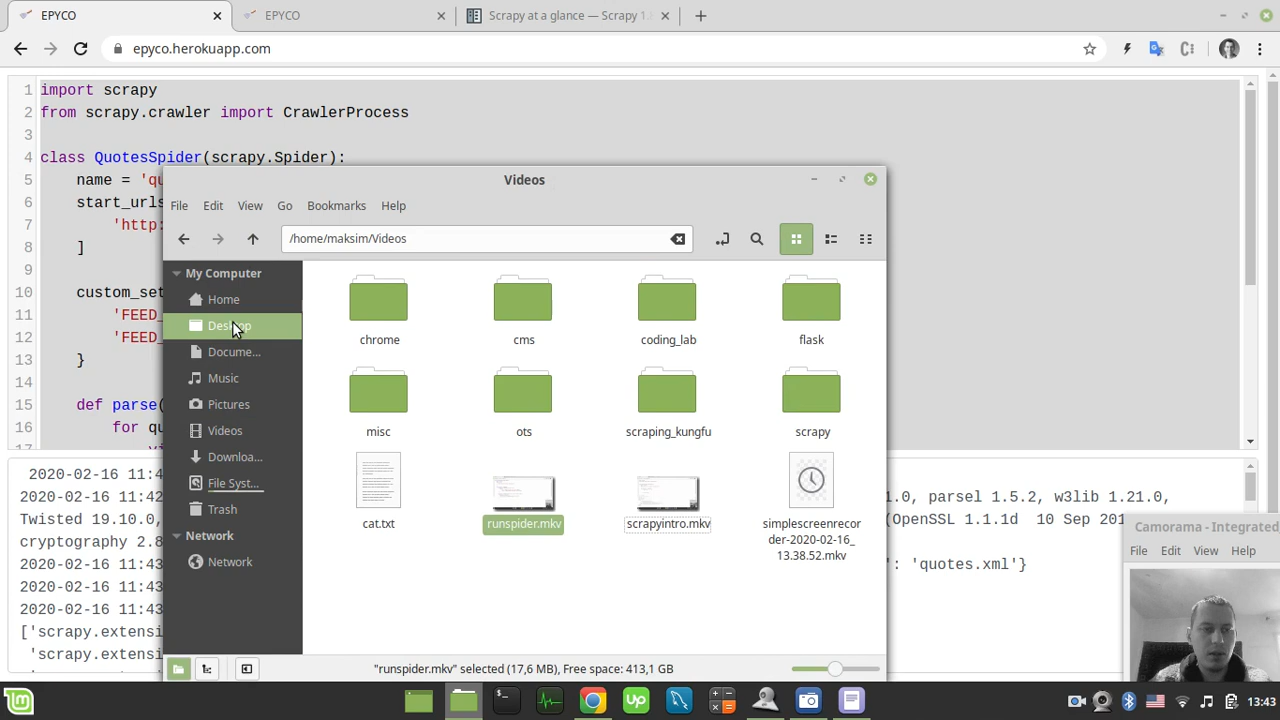 EPYCO
EPYCO
Scrapy at a glance — Scrapy 1.
epyco.herokuapp.com
1 import scrapy
2 from scrapy.crawler import CrawlerProcess
3
4 class QuotesSpider(scrapy.Spider):
5 name = 'qu
6 start_urls
7 'http:
8 ]
9
10 custom_set
11 'FEED_
12 'FEED_
13 }
14
15 def parse(
16 for qu
17
Videos
File Edit View Go Bookmarks Help
/home/maksim/Videos
My Computer
Home
Desktop
Docume...
Music
Pictures
Videos
Downloa...
File Syst...
Trash
Network
Network
chrome cms coding_lab flask
misc ots scraping_kungfu scrapy
cat.txt runspider.mkv scrapyintro.mkv simplescreenrecor
der-2020-02-16_
13.38.52.mkv
"runspider.mkv" selected (17,6 MB), Free space: 413,1 GB
2020-02-16 11:4
2020-02-16 11:42 1.0, parsel 1.5.2, w3lib 1.21.0,
Twisted 19.10.0, (OpenSSL 1.1.1d 10 Sep 201
cryptography 2.8
2020-02-16 11:43 ': 'quotes.xml'}
2020-02-16 11:43
2020-02-16 11:43
['scrapy.extensi
'scrapy.extensi
Camorama - Integrated
File Edit View Help
13:43